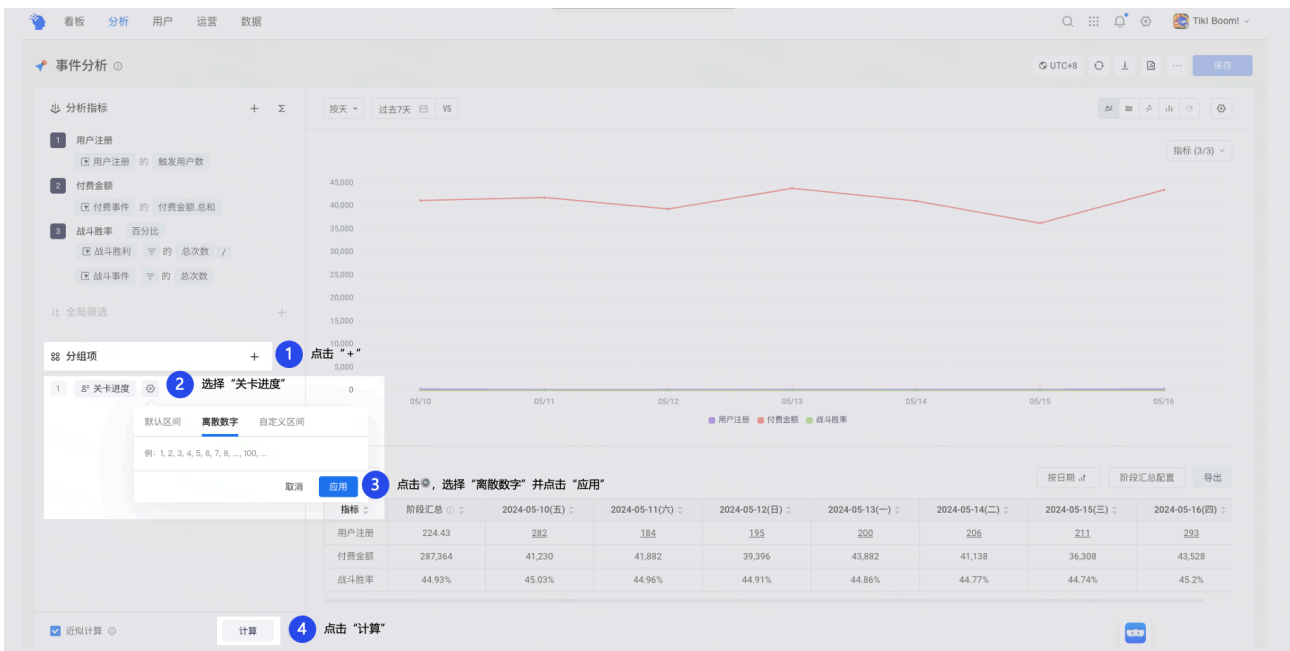 看板 分析 用户 运营 数据 Tiki Boom!
事件分析 UTC+8 保存
分析指标 + Σ 按天 过去7天 VS
1 用户注册
用户注册 的 触发用户数
指标 (3/3)
2 付费金额
付费事件 的 付费金额.总和
3 战斗胜率 百分比
战斗胜利 的 总次数 /
战斗事件 的 总次数
全局筛选 +
45,000
40,000
35,000
30,000
25,000
20,000
15,000
10,000
5,000
0
05/10 05/11 05/12 05/13 05/14 05/15 05/16
用户注册 付费金额 战斗胜率
分组项 + 1 点击“+”
1 关卡进度 2 选择“关卡进度”
默认区间 离散数字 自定义区间
例: 1, 2, 3, 4, 5, 6, 7, 8, ..., 100, ...
取消 应用 3 点击，选择“离散数字”并点击“应用”
按日期 阶段汇总配置 导出
指标 阶段汇总 2024-05-10(五) 2024-05-11(六) 2024-05-12(日) 2024-05-13(一) 2024-05-14(二) 2024-05-15(三) 2024-05-16(四)
用户注册 224.43 282 184 195 200 206 211 293
付费金额 287,364 41,230 41,882 39,396 43,882 41,138 36,308 43,528
战斗胜率 44.93% 45.03% 44.96% 44.91% 44.86% 44.77% 44.74% 45.2%
近似计算 计算 4 点击“计算”